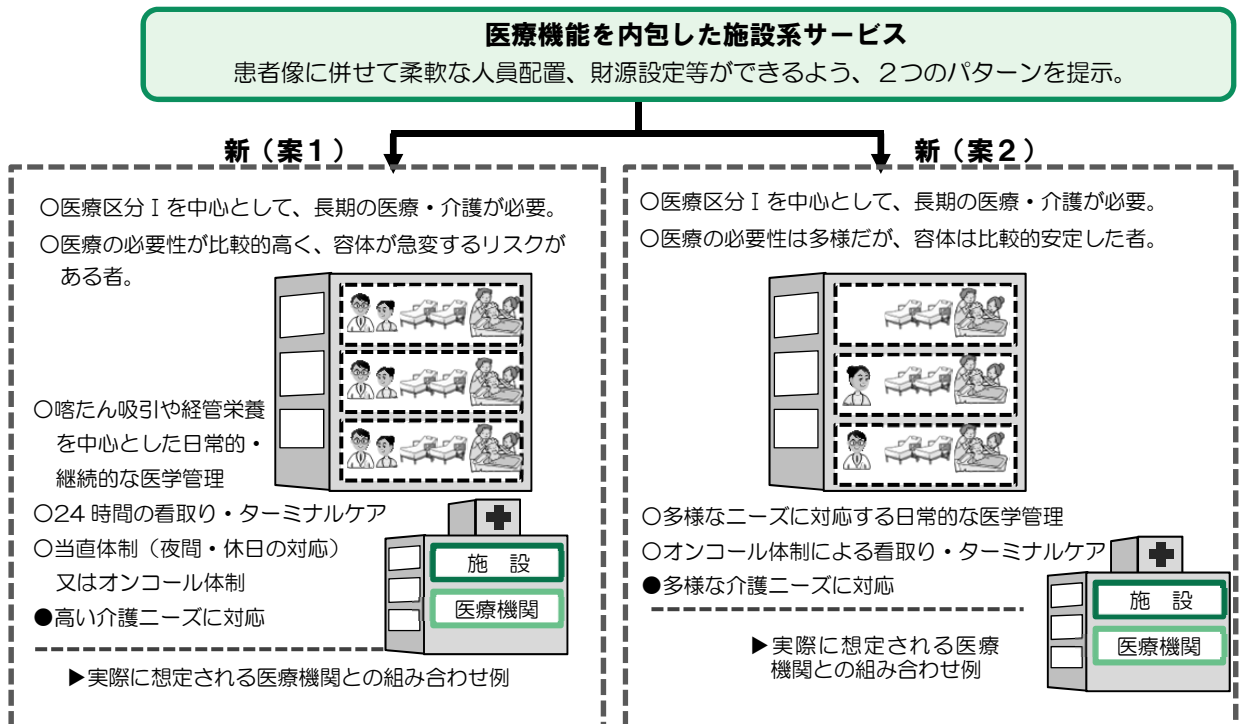 医療機能を内包した施設系サービス
患者像に併せて柔軟な人員配置、財源設定等ができるよう、２つのパターンを提示。
新（案１）
○医療区分Ⅰを中心として、長期の医療・介護が必要。
○医療の必要性が比較的高く、容体が急変するリスクが
ある者。
○喀たん吸引や経管栄養
を中心とした日常的・
継続的な医学管理
○24時間の看取り・ターミナルケア
○当直体制（夜間・休日の対応）
又はオンコール体制
●高い介護ニーズに対応
施 設
医療機関
▶実際に想定される医療機関との組み合わせ例
新（案２）
○医療区分Ⅰを中心として、長期の医療・介護が必要。
○医療の必要性は多様だが、容体は比較的安定した者。
○多様なニーズに対応する日常的な医学管理
○オンコール体制による看取り・ターミナルケア
●多様な介護ニーズに対応
施 設
医療機関
▶実際に想定される医療
機関との組み合わせ例